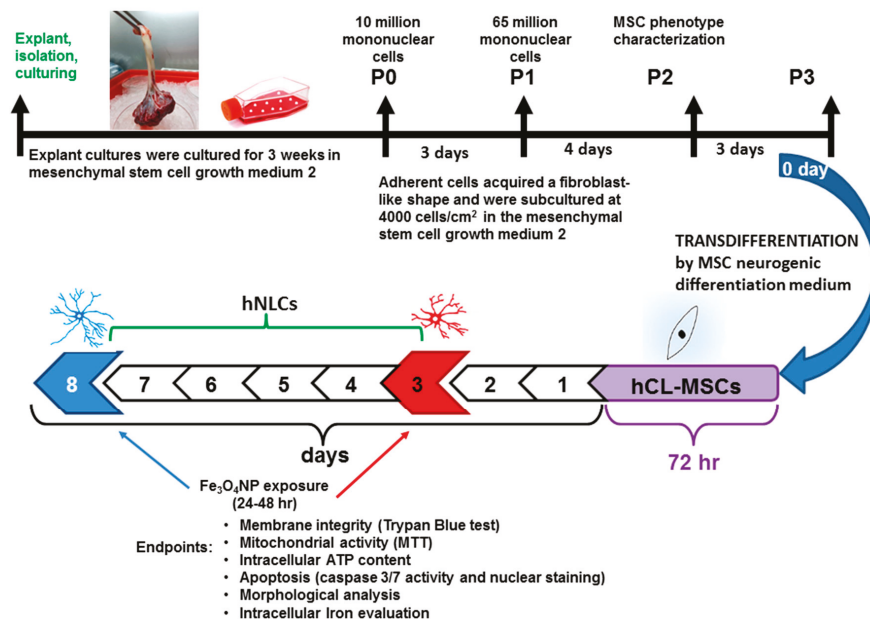 Explant,
isolation,
culturing
10 million
mononuclear
cells
P0
65 million
mononuclear
cells
P1
MSC phenotype
characterization
P2
P3
Explant cultures were cultured for 3 weeks in
mesenchymal stem cell growth medium 2
3 days
4 days
3 days
0 day
Adherent cells acquired a fibroblast-
like shape and were subcultured at
4000 cells/cm² in the mesenchymal
stem cell growth medium 2
TRANSDIFFERENTIATION
by MSC neurogenic
differentiation medium
hNLCs
8
7
6
5
4
3
2
1
hCL-MSCs
days
72 hr
Fe₃O₄NP exposure
(24-48 hr)
Endpoints:
• Membrane integrity (Trypan Blue test)
• Mitochondrial activity (MTT)
• Intracellular ATP content
• Apoptosis (caspase 3/7 activity and nuclear staining)
• Morphological analysis
• Intracellular Iron evaluation